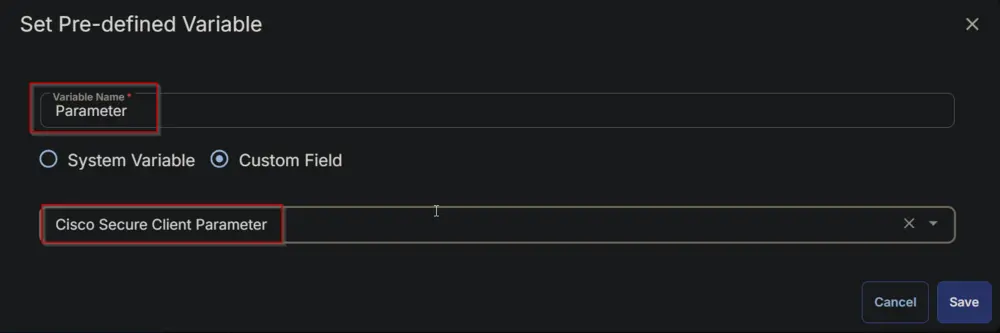 Set Pre-defined Variable
Variable Name *
Parameter
System Variable Custom Field
Cisco Secure Client Parameter
Cancel Save